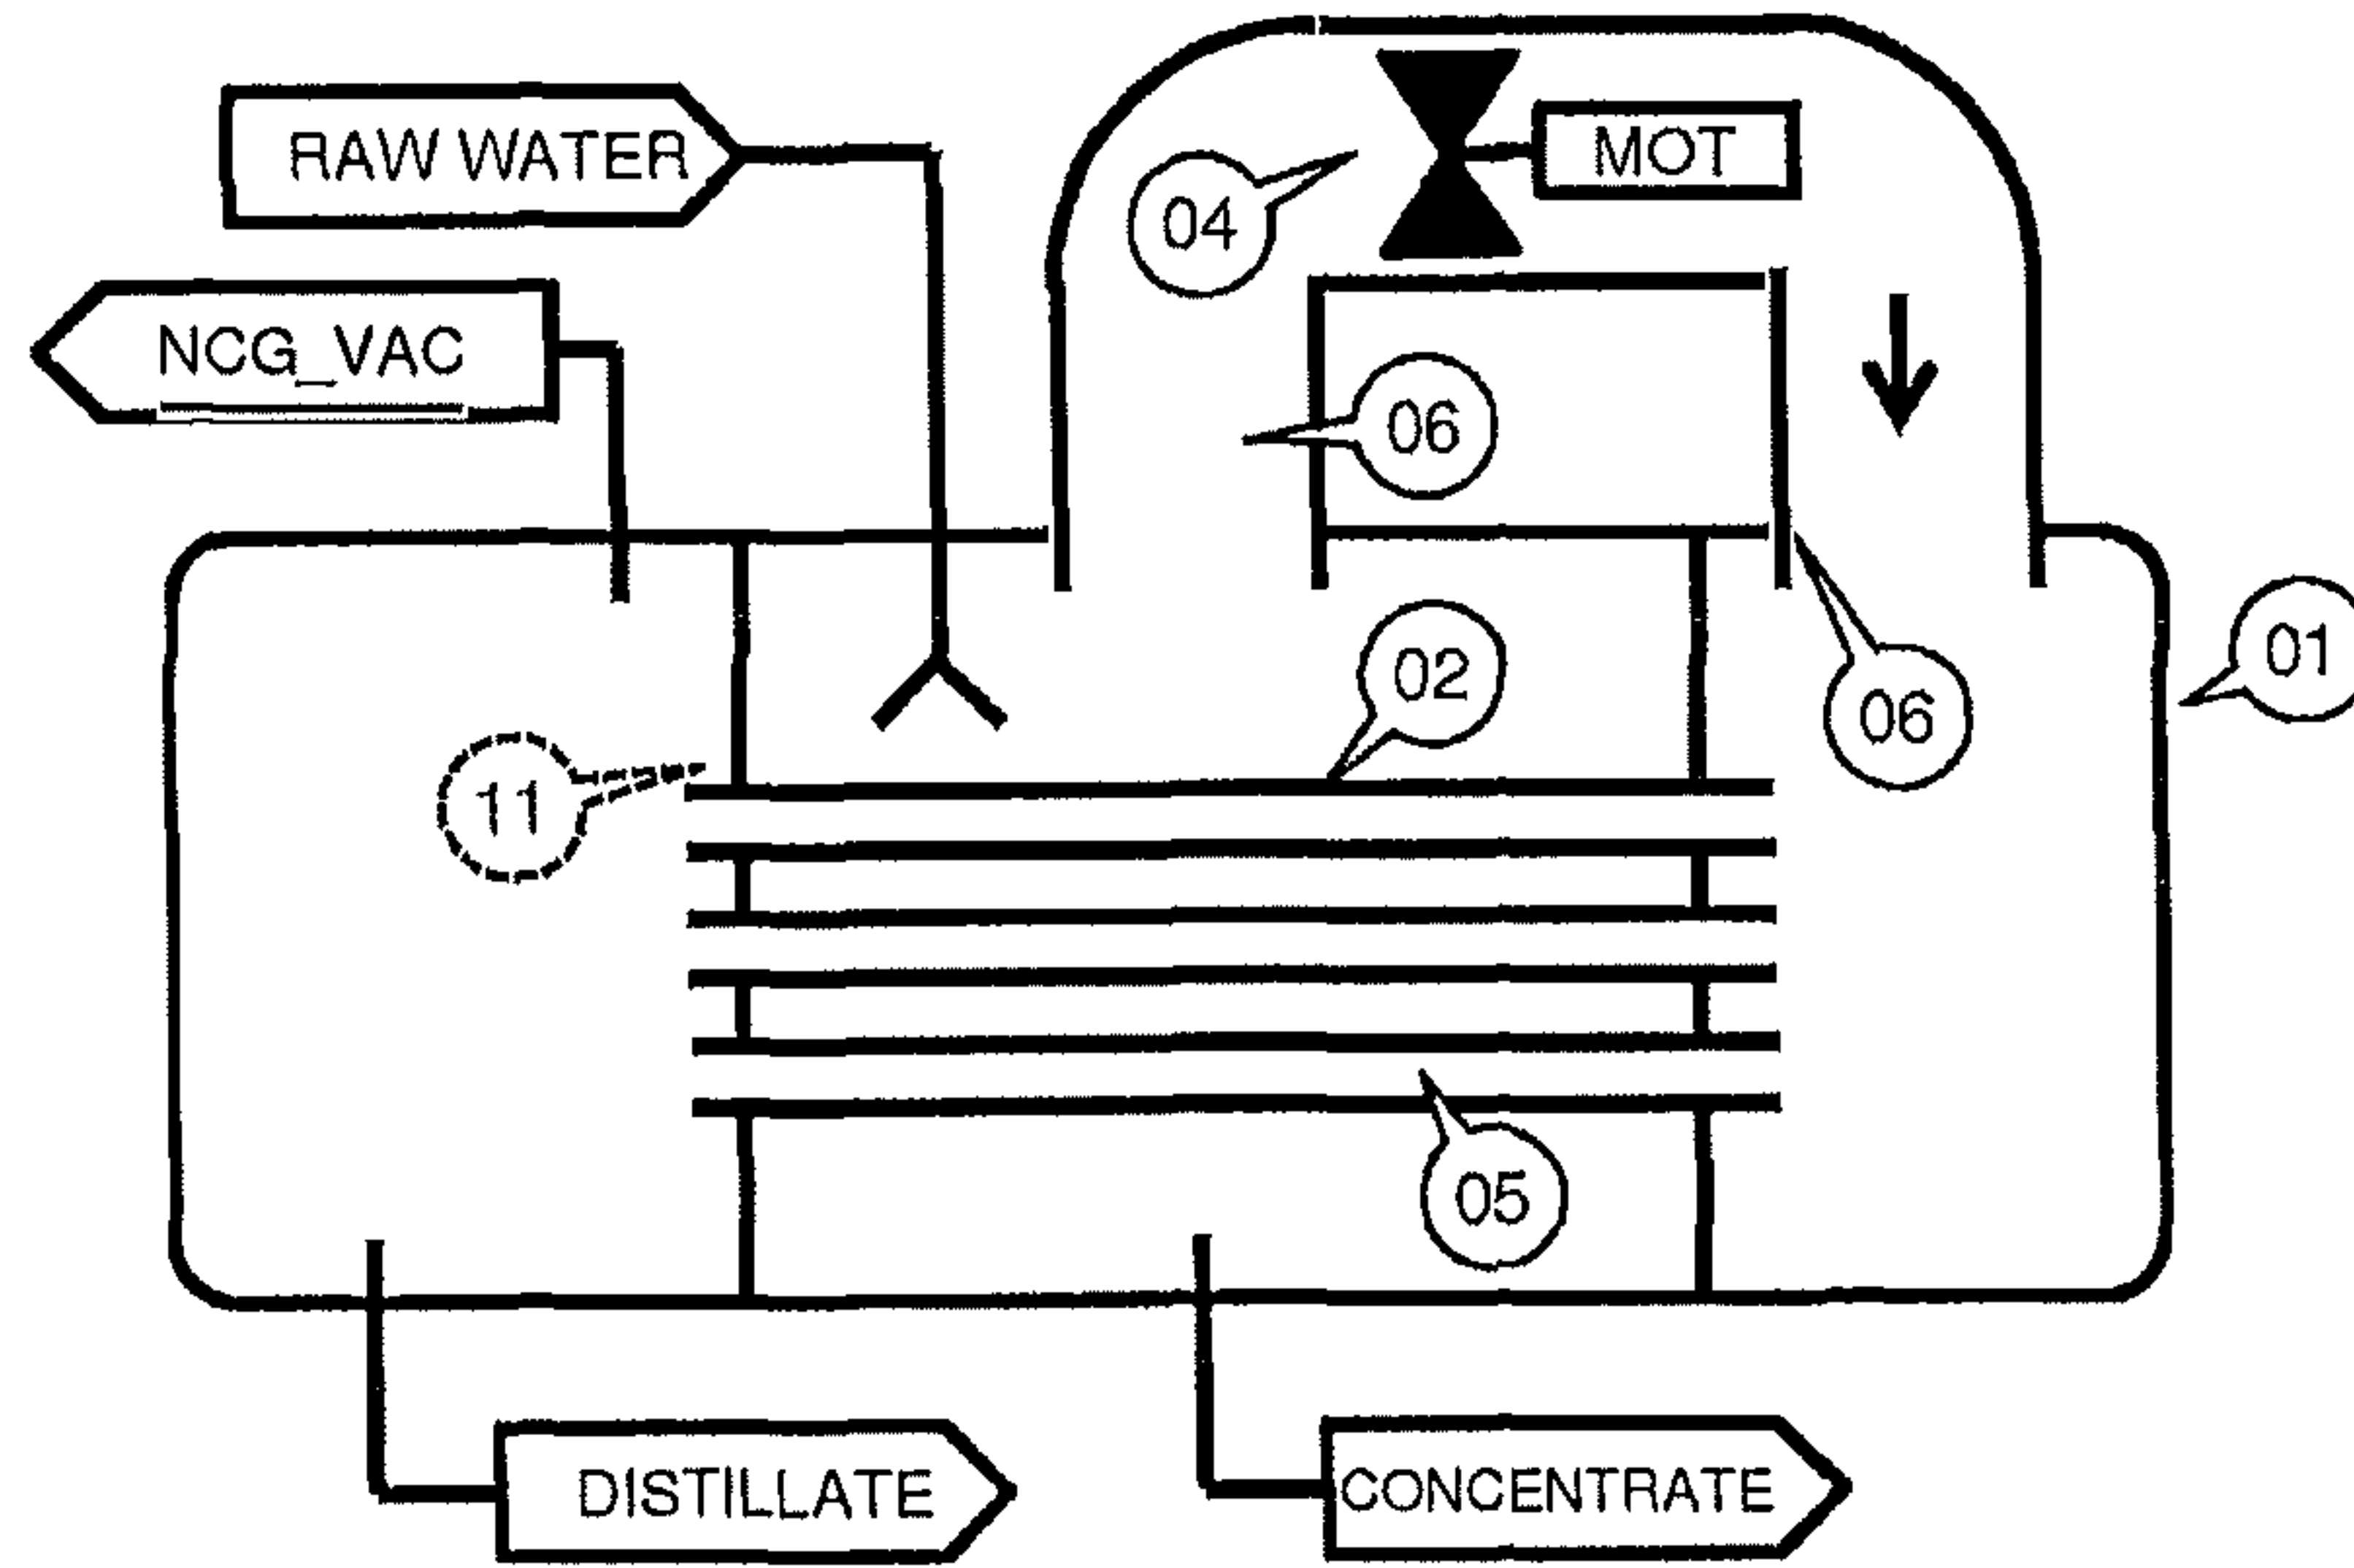 RAW WATER
MOT
04
NCG_VAC
06
02
01
06
11
05
DISTILLATE
CONCENTRATE